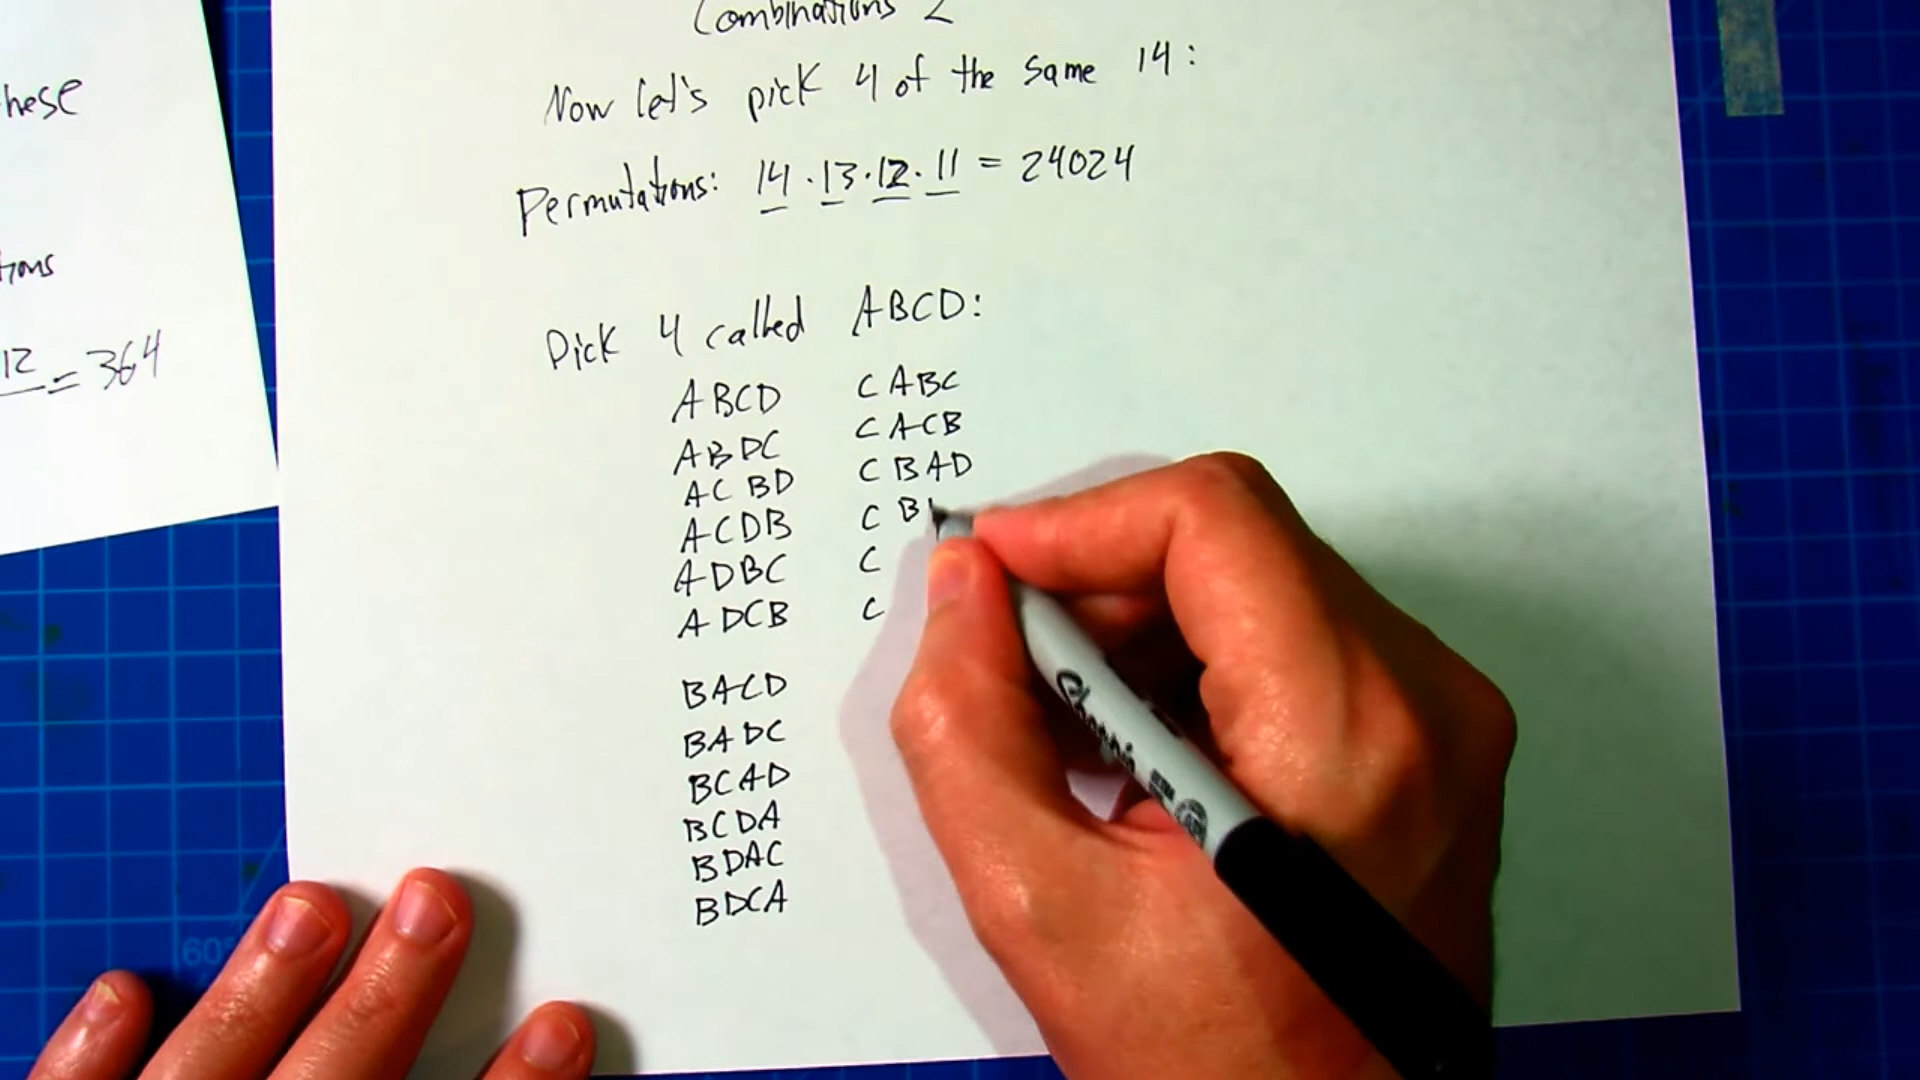 hese
tions
12 = 364
Combinations 2
Now let's pick 4 of the same 14:
Permutations: 14 · 13 · 12 · 11 = 24024
Pick 4 called ABCD:
ABCD
ABDC
ACBD
ACDB
ADBC
ADCB
BACD
BADC
BCAD
BCDA
BDAC
BDCA
CABC
CACB
CBAD
CB
C
C
Sharpie
60